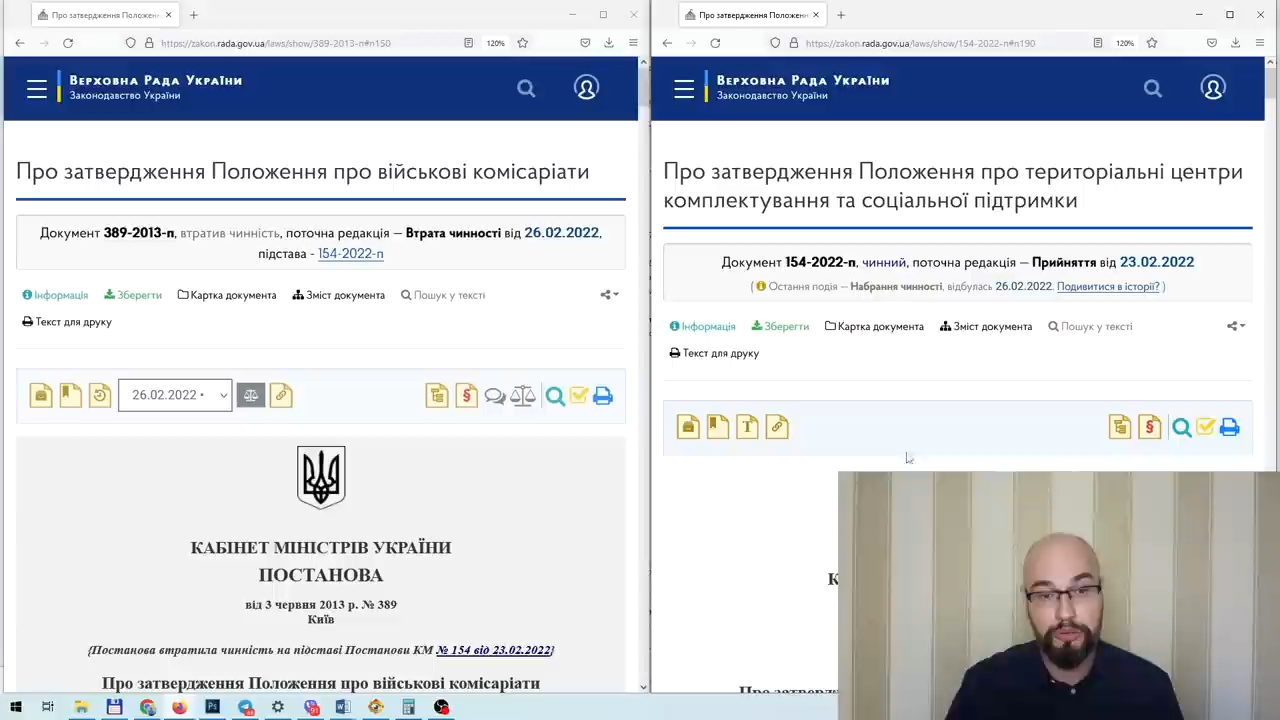 Про затвердження Положен
https://zakon.rada.gov.ua/laws/show/389-2013-п#n150
120%
Верховна Рада України
Законодавство України
Про затвердження Положення про військові комісаріати
Документ 389-2013-п, втратив чинність, поточна редакція — Втрата чинності від 26.02.2022,
підстава - 154-2022-п
Інформація Зберегти Картка документа Зміст документа Пошук у тексті
Текст для друку
26.02.2022 •
КАБІНЕТ МІНІСТРІВ УКРАЇНИ
ПОСТАНОВА
від 3 червня 2013 р. № 389
Київ
{Постанова втратила чинність на підставі Постанови КМ № 154 від 23.02.2022}
Про затвердження Положення про військові комісаріати
Про затвердження Положен
https://zakon.rada.gov.ua/laws/show/154-2022-п#n190
120%
Верховна Рада України
Законодавство України
Про затвердження Положення про територіальні центри
комплектування та соціальної підтримки
Документ 154-2022-п, чинний, поточна редакція — Прийняття від 23.02.2022
( Остання подія — Набрання чинності, відбулась 26.02.2022. Подивитися в історії? )
Інформація Зберегти Картка документа Зміст документа Пошук у тексті
Текст для друку
К